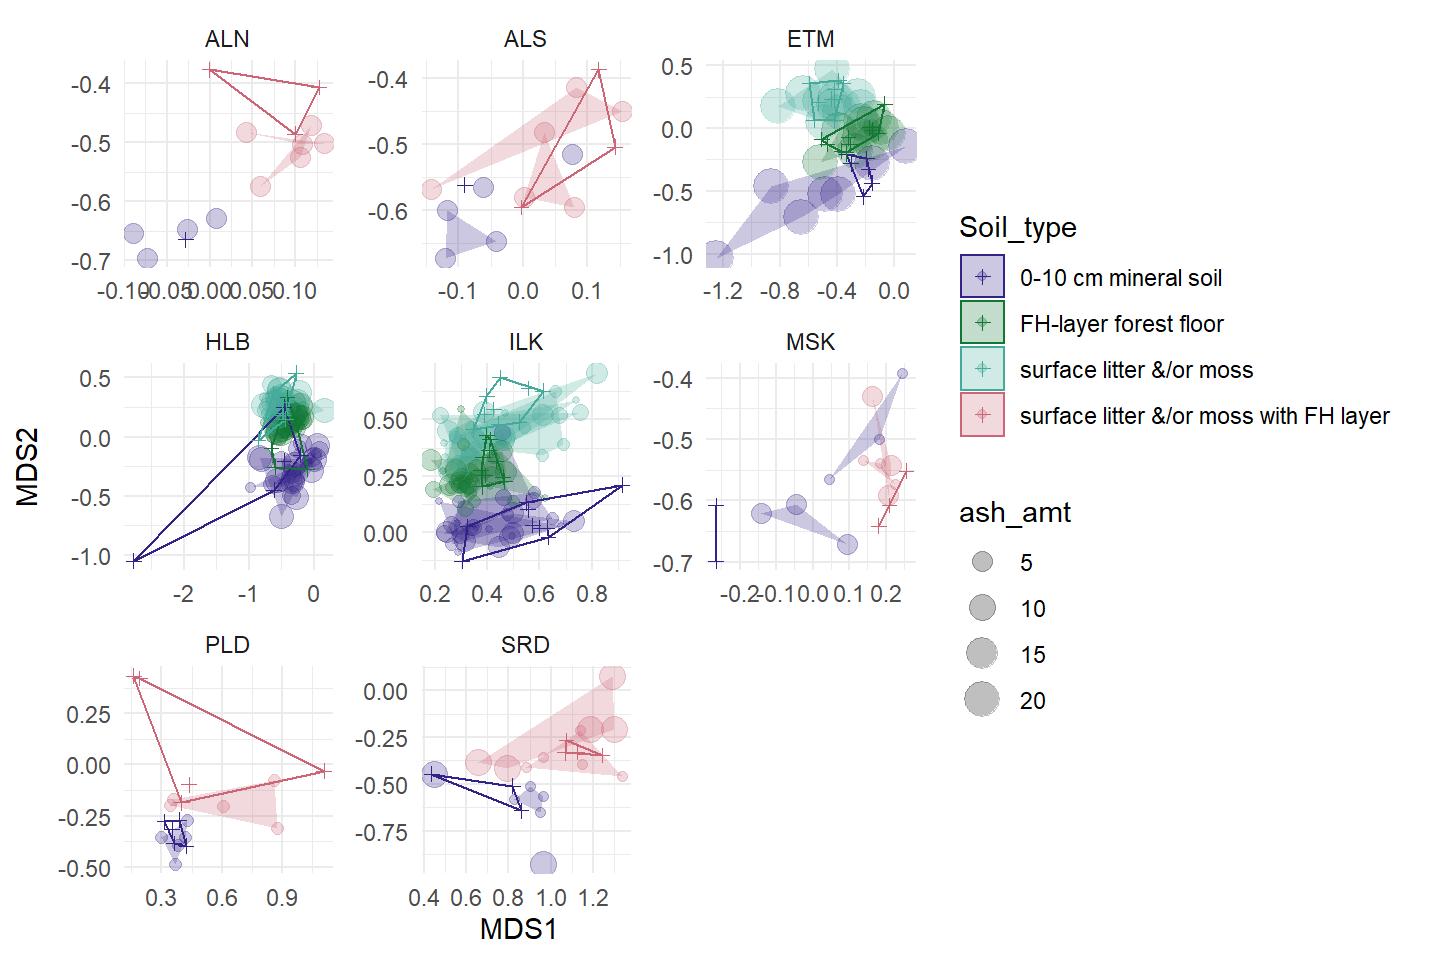 ALN
ALS
ETM
-0.4
-0.5
-0.6
-0.7
-0.10 -0.05 0.00 0.05 0.10
-0.4
-0.5
-0.6
-0.1 0.0 0.1
0.5
0.0
-0.5
-1.0
-1.2 -0.8 -0.4 0.0
HLB
ILK
MSK
0.5
0.0
-0.5
-1.0
-2 -1 0
0.50
0.25
0.00
0.2 0.4 0.6 0.8
-0.4
-0.5
-0.6
-0.7
-0.2 -0.1 0.0 0.1 0.2
PLD
SRD
0.25
0.00
-0.25
-0.50
0.3 0.6 0.9
0.00
-0.25
-0.50
-0.75
0.4 0.6 0.8 1.0 1.2
MDS1
MDS2
Soil_type
0-10 cm mineral soil
FH-layer forest floor
surface litter &/or moss
surface litter &/or moss with FH layer
ash_amt
5
10
15
20